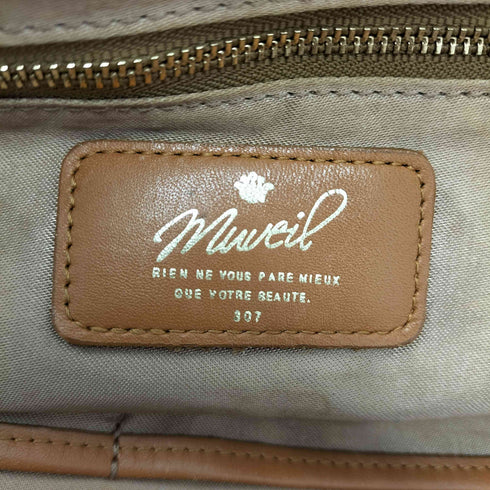 Muveil
RIEN NE VOUS PARE MIEUX
QUE VOTRE BEAUTE.
307